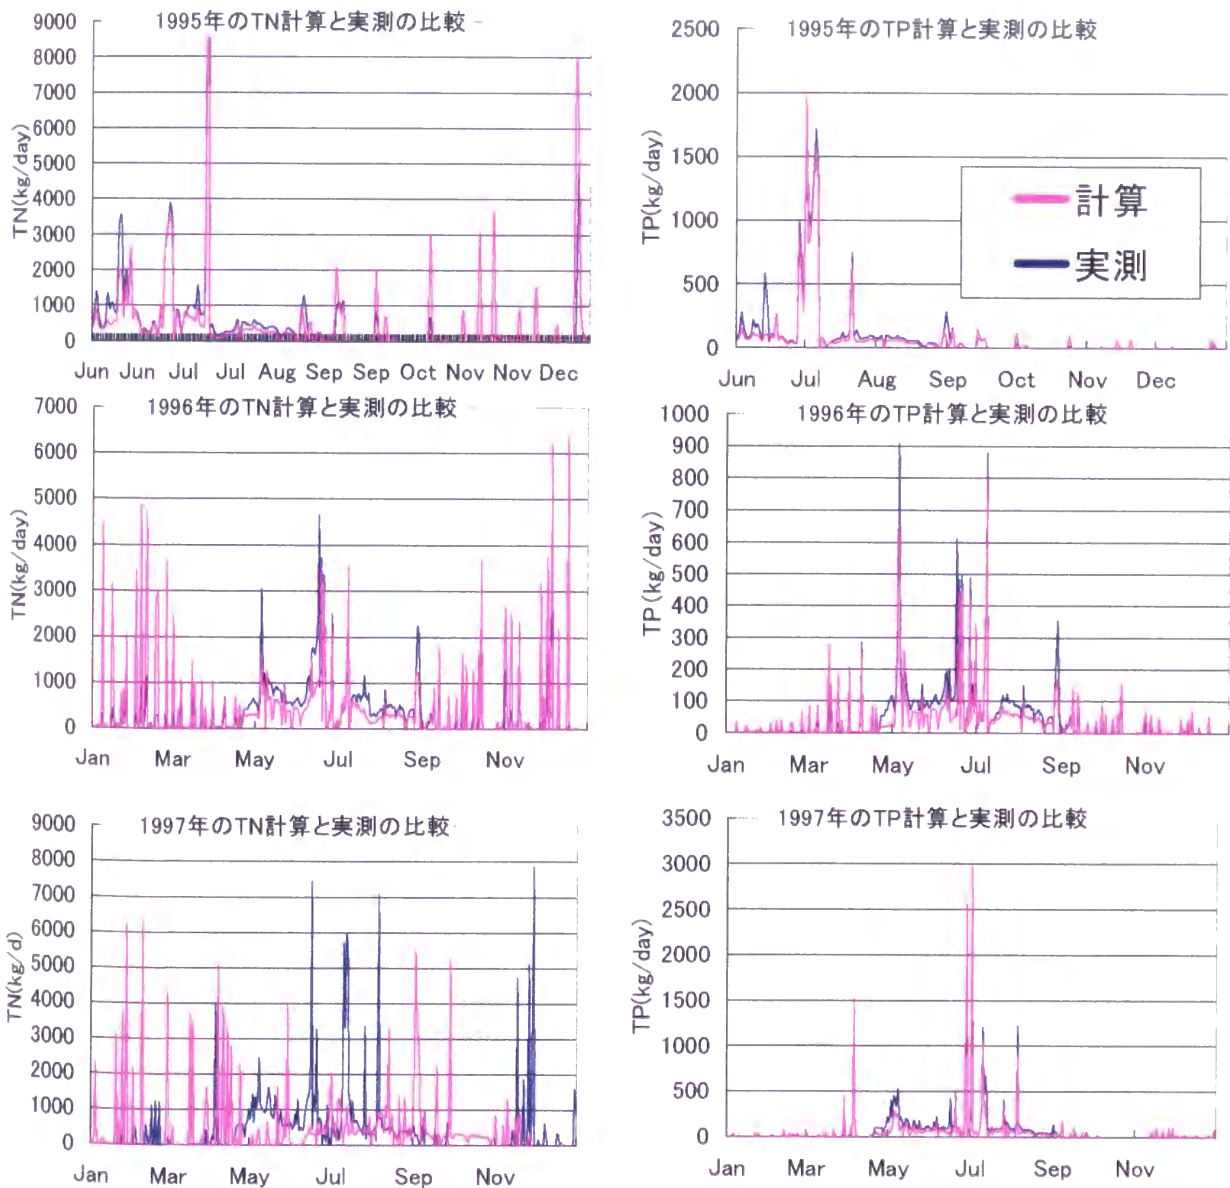 1995年のTN計算と実測の比較
TN(kg/day)
9000
8000
7000
6000
5000
4000
3000
2000
1000
0
Jun Jun Jul Jul Aug Sep Sep Oct Nov Nov Dec
1995年のTP計算と実測の比較
TP(kg/day)
2500
2000
1500
1000
500
0
計算
実測
Jun Jul Aug Sep Oct Nov Dec
1996年のTN計算と実測の比較
TN(kg/day)
7000
6000
5000
4000
3000
2000
1000
0
Jan Mar May Jul Sep Nov
1996年のTP計算と実測の比較
TP(kg/day)
1000
900
800
700
600
500
400
300
200
100
0
Jan Mar May Jul Sep Nov
1997年のTN計算と実測の比較
TN(kg/d)
9000
8000
7000
6000
5000
4000
3000
2000
1000
0
Jan Mar May Jul Sep Nov
1997年のTP計算と実測の比較
TP(kg/day)
3500
3000
2500
2000
1500
1000
500
0
Jan Mar May Jul Sep Nov